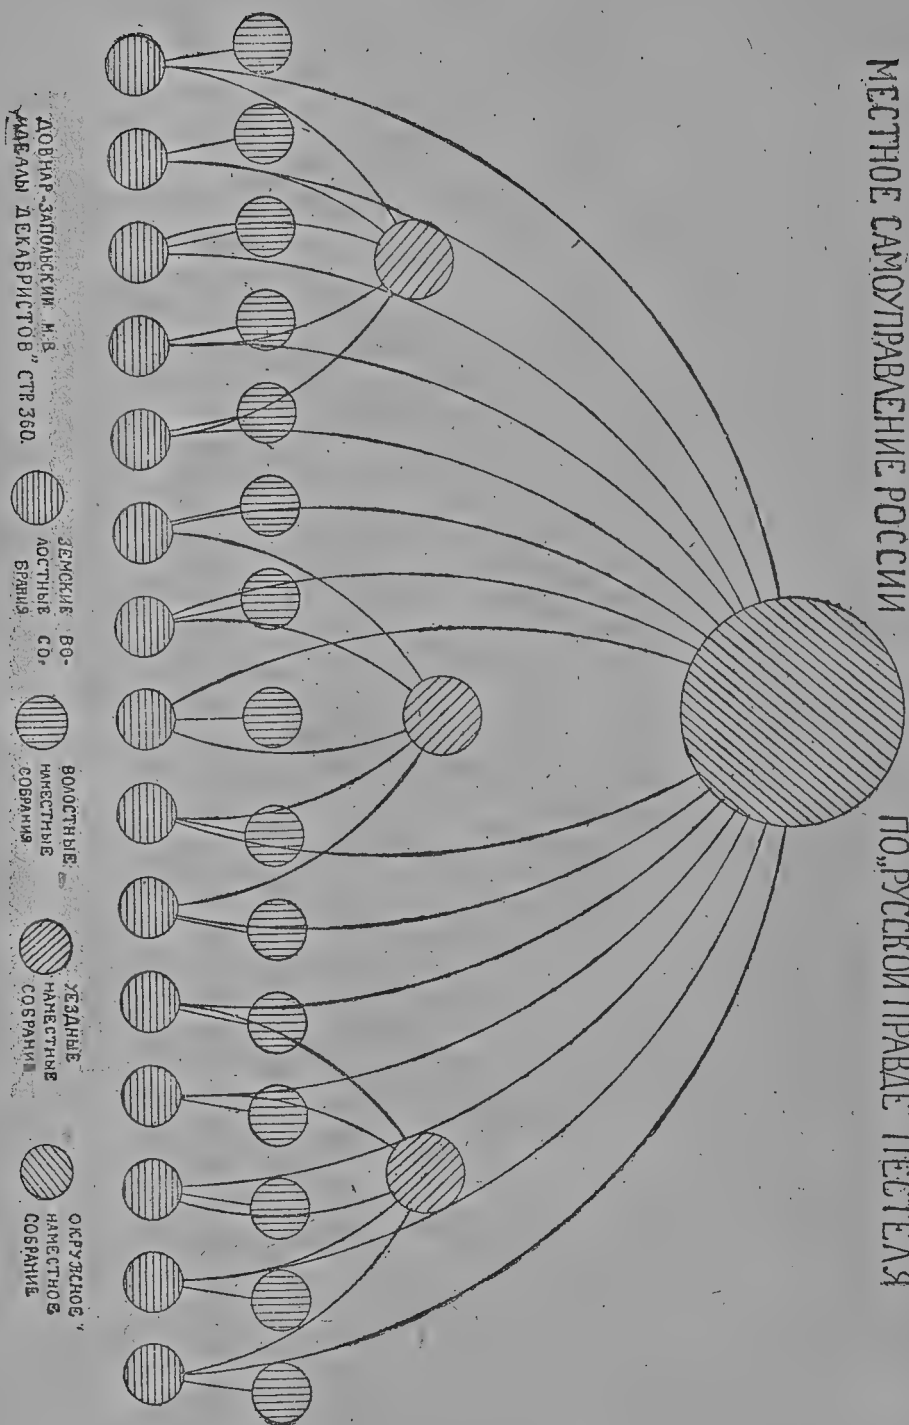 МЕСТНОЕ САМОУПРАВЛЕНИЕ РОССИИ ПО „РУССКОЙ ПРАВДЕ" ПЕСТЕЛЯ
ДОВНАР-ЗАПОЛЬСКИЙ М.В.
„ИДЕАЛЫ ДЕКАБРИСТОВ" СТР. 360.
ЗЕМСКИЕ ВО-
ЛОСТНЫЕ СО-
БРАНИЯ
ВОЛОСТНЫЕ
НАМЕСТНЫЕ
СОБРАНИЯ
УЕЗДНЫЕ
НАМЕСТНЫЕ
СОБРАНИЯ
ОКРУЖНОЕ
НАМЕСТНОЕ
СОБРАНИЕ